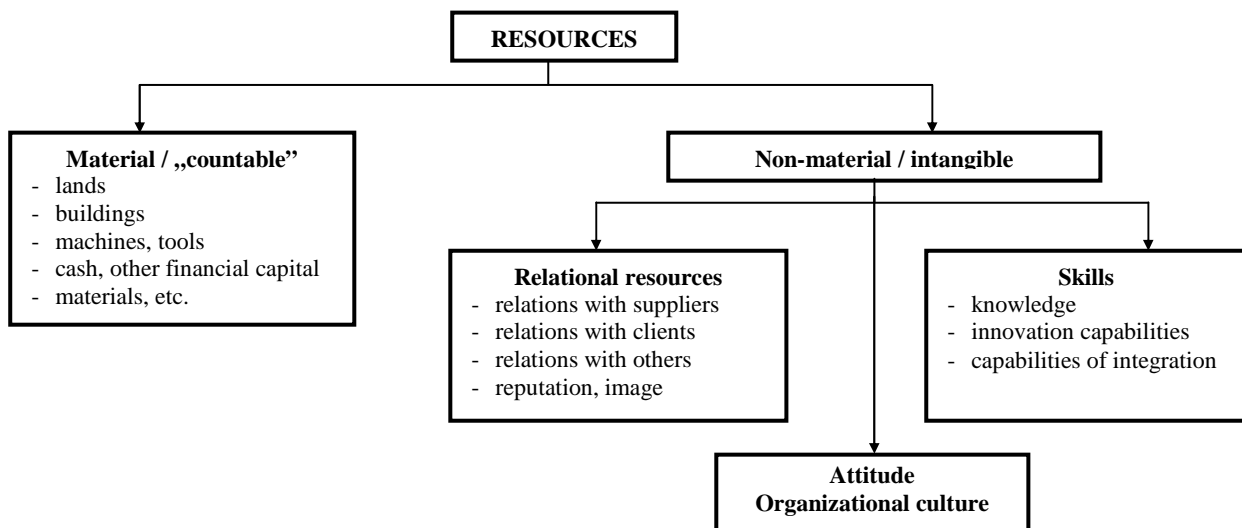 RESOURCES
Material / „countable”
- lands
- buildings
- machines, tools
- cash, other financial capital
- materials, etc.
Non-material / intangible
Relational resources
- relations with suppliers
- relations with clients
- relations with others
- reputation, image
Skills
- knowledge
- innovation capabilities
- capabilities of integration
Attitude
Organizational culture